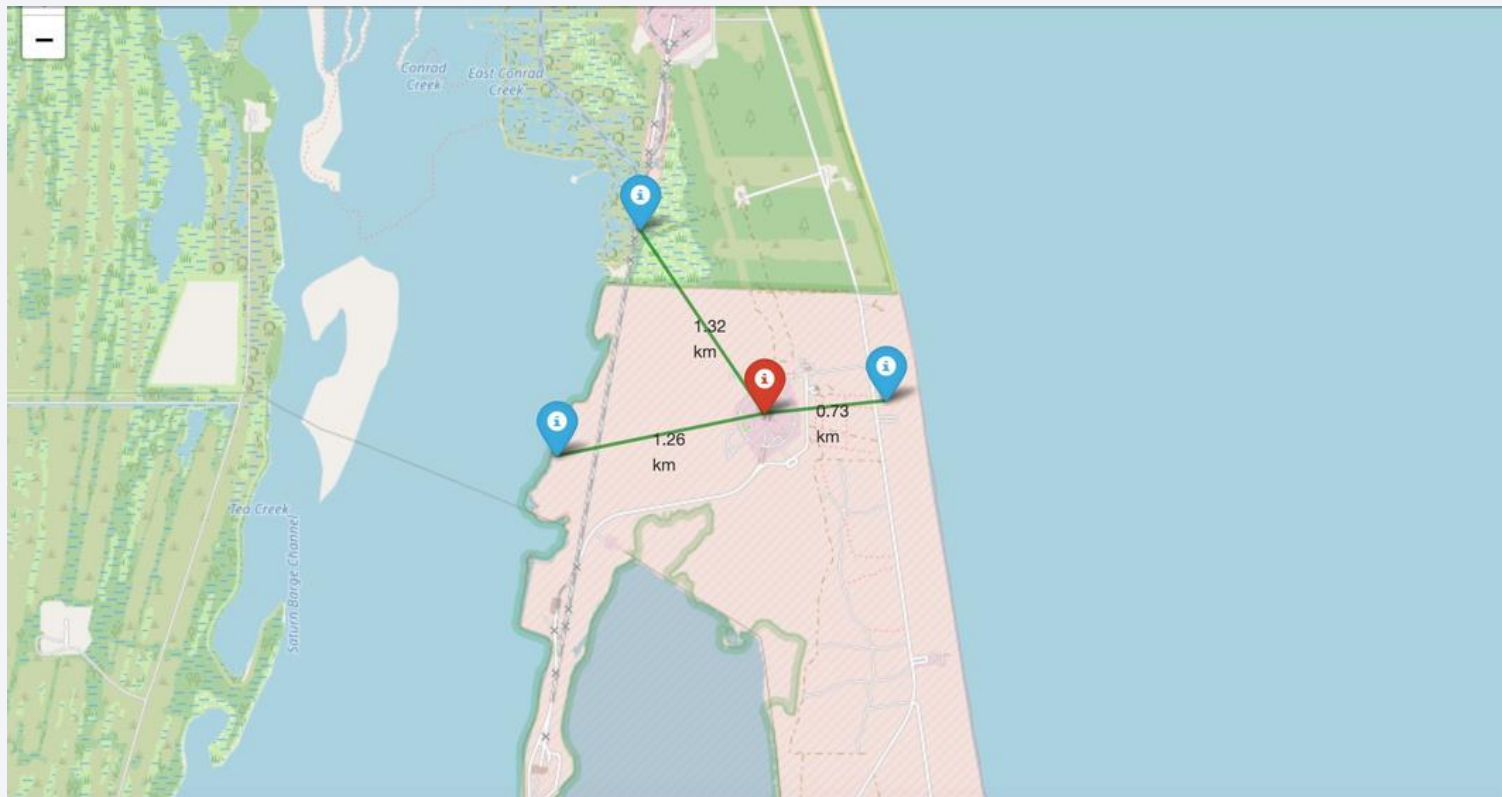 −
Conrad
Creek
East Conrad
Creek
1.32
km
0.73
km
1.26
km
Tea Creek
Saturn Barge Channel